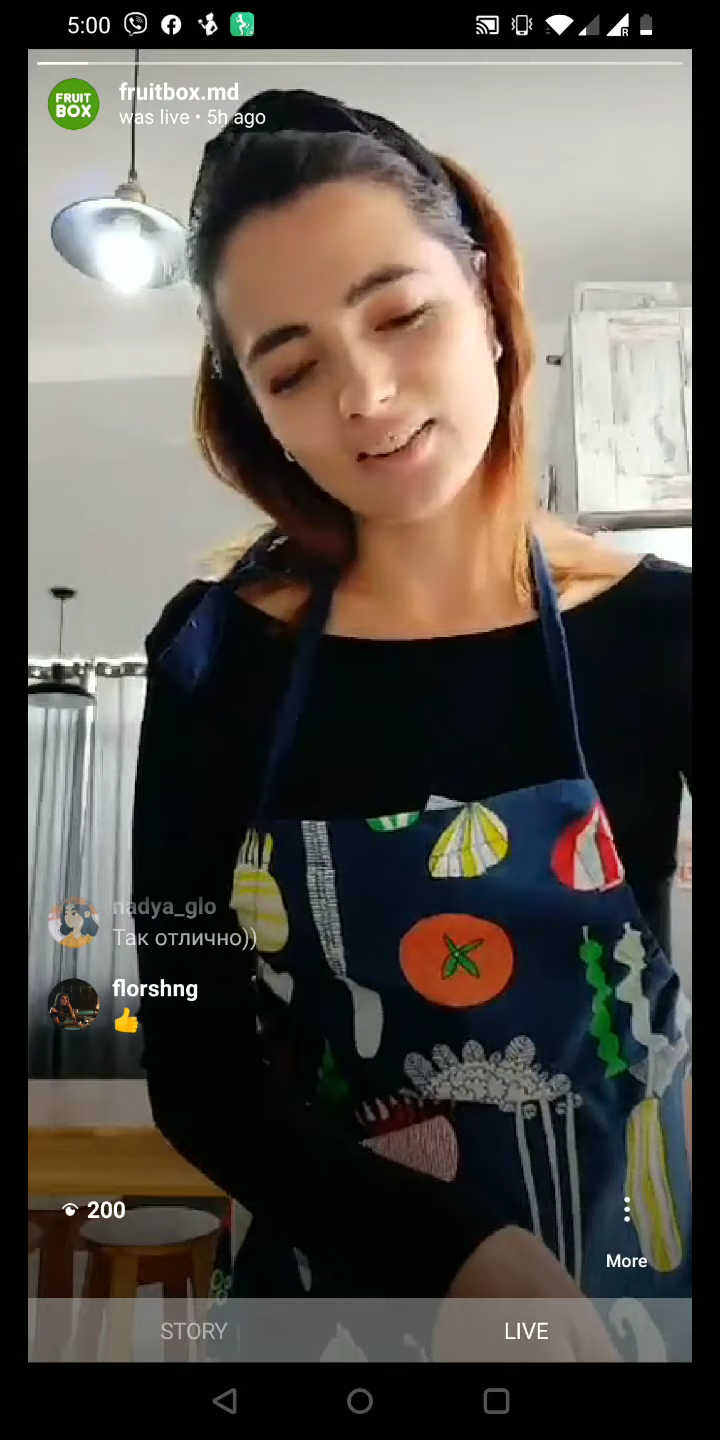 5:00
R
FRUIT
BOX
fruitbox.md
was live • 5h ago
nadya_glo
Так отлично))
florshng
👍
200
More
STORY
LIVE